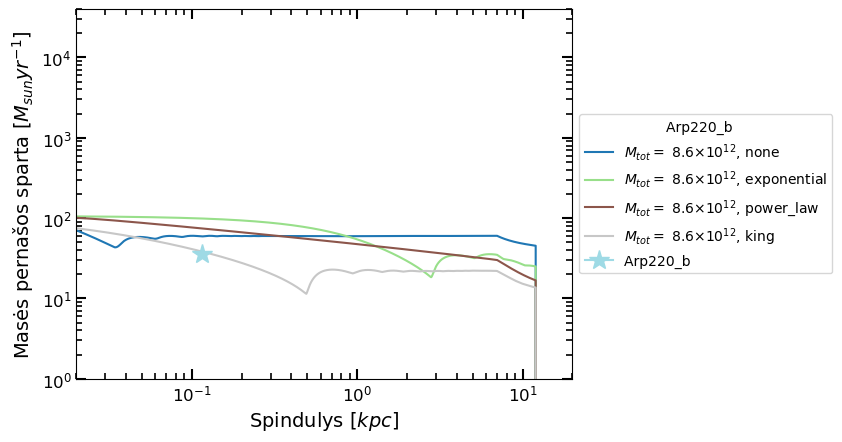 Masės pernašos sparta [$M_{sun}yr^{-1}$]
$10^4$
$10^3$
$10^2$
$10^1$
$10^0$
$10^{-1}$ $10^0$ $10^1$
Spindulys [$kpc$]
Arp220_b
$M_{tot}=$ 8.6×$10^{12}$, none
$M_{tot}=$ 8.6×$10^{12}$, exponential
$M_{tot}=$ 8.6×$10^{12}$, power_law
$M_{tot}=$ 8.6×$10^{12}$, king
Arp220_b